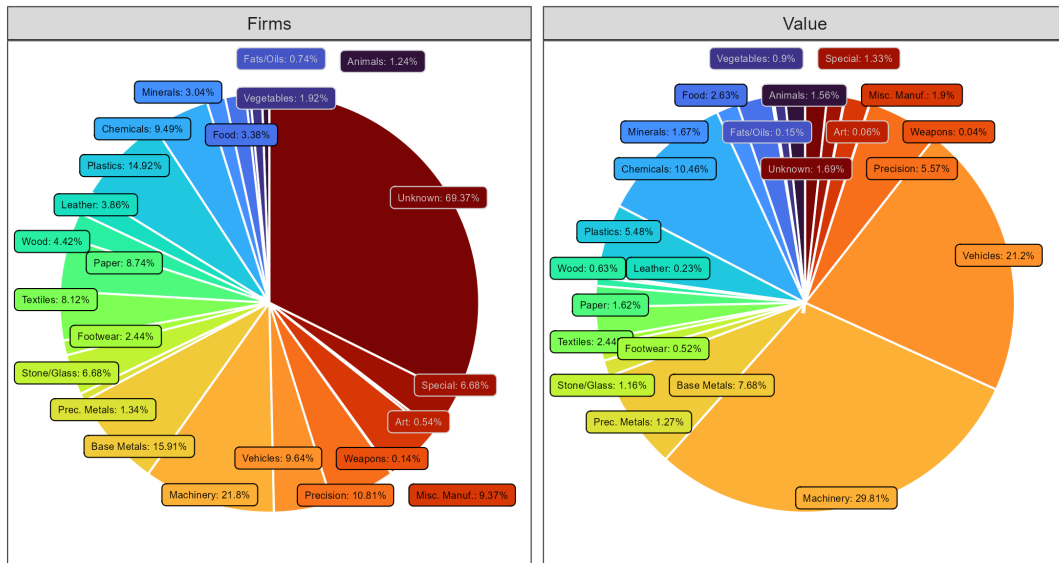 Firms
Fats/Oils: 0.74%
Animals: 1.24%
Minerals: 3.04%
Vegetables: 1.92%
Chemicals: 9.49%
Food: 3.38%
Plastics: 14.92%
Unknown: 69.37%
Leather: 3.86%
Wood: 4.42%
Paper: 8.74%
Textiles: 8.12%
Footwear: 2.44%
Stone/Glass: 6.68%
Special: 6.68%
Prec. Metals: 1.34%
Art: 0.54%
Base Metals: 15.91%
Vehicles: 9.64%
Weapons: 0.14%
Machinery: 21.8%
Precision: 10.81%
Misc. Manuf.: 9.37%
Value
Vegetables: 0.9%
Special: 1.33%
Food: 2.63%
Animals: 1.56%
Misc. Manuf.: 1.9%
Minerals: 1.67%
Fats/Oils: 0.15%
Art: 0.06%
Weapons: 0.04%
Chemicals: 10.46%
Unknown: 1.69%
Precision: 5.57%
Plastics: 5.48%
Vehicles: 21.2%
Wood: 0.63%
Leather: 0.23%
Paper: 1.62%
Textiles: 2.44%
Footwear: 0.52%
Stone/Glass: 1.16%
Base Metals: 7.68%
Prec. Metals: 1.27%
Machinery: 29.81%